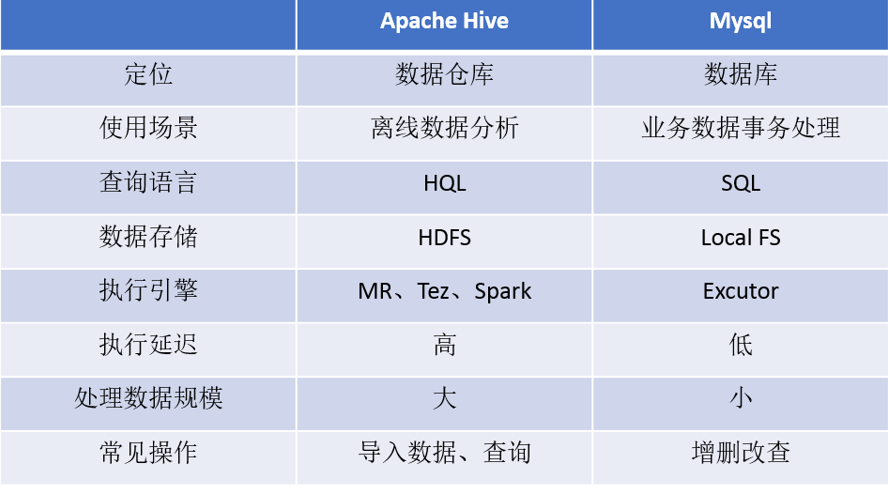 Apache Hive Mysql
定位 数据仓库 数据库
使用场景 离线数据分析 业务数据事务处理
查询语言 HQL SQL
数据存储 HDFS Local FS
执行引擎 MR、Tez、Spark Excutor
执行延迟 高 低
处理数据规模 大 小
常见操作 导入数据、查询 增删改查